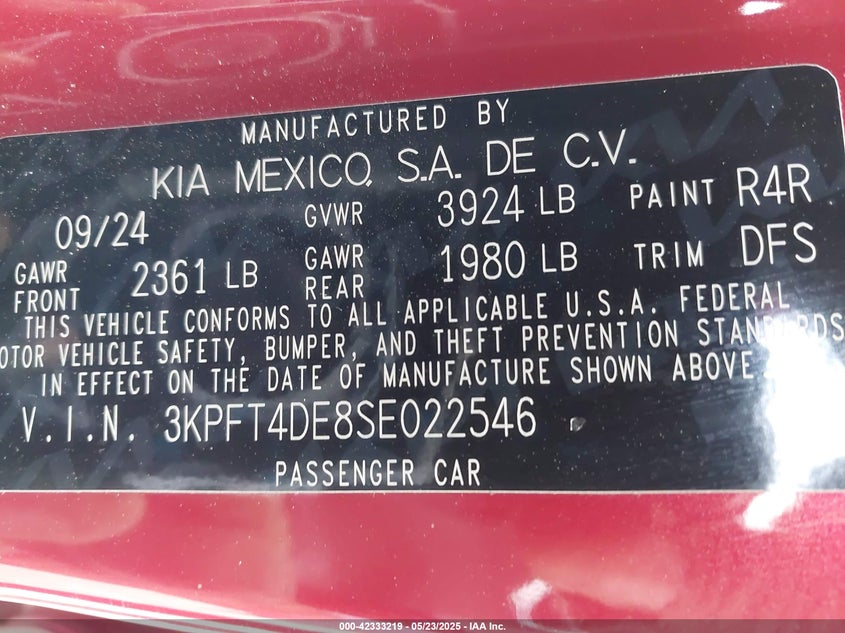 MANUFACTURED BY
KIA MEXICO, S.A. DE C.V.
09/24 GVWR 3924 LB PAINT R4R
GAWR FRONT 2361 LB GAWR REAR 1980 LB TRIM DFS
THIS VEHICLE CONFORMS TO ALL APPLICABLE U.S.A. FEDERAL
OTOR VEHICLE SAFETY, BUMPER, AND THEFT PREVENTION STANDARDS
IN EFFECT ON THE DATE OF MANUFACTURE SHOWN ABOVE.
V.I.N. 3KPFT4DE8SE022546
PASSENGER CAR
000-42333219 - 05/23/2025 - IAA Inc.